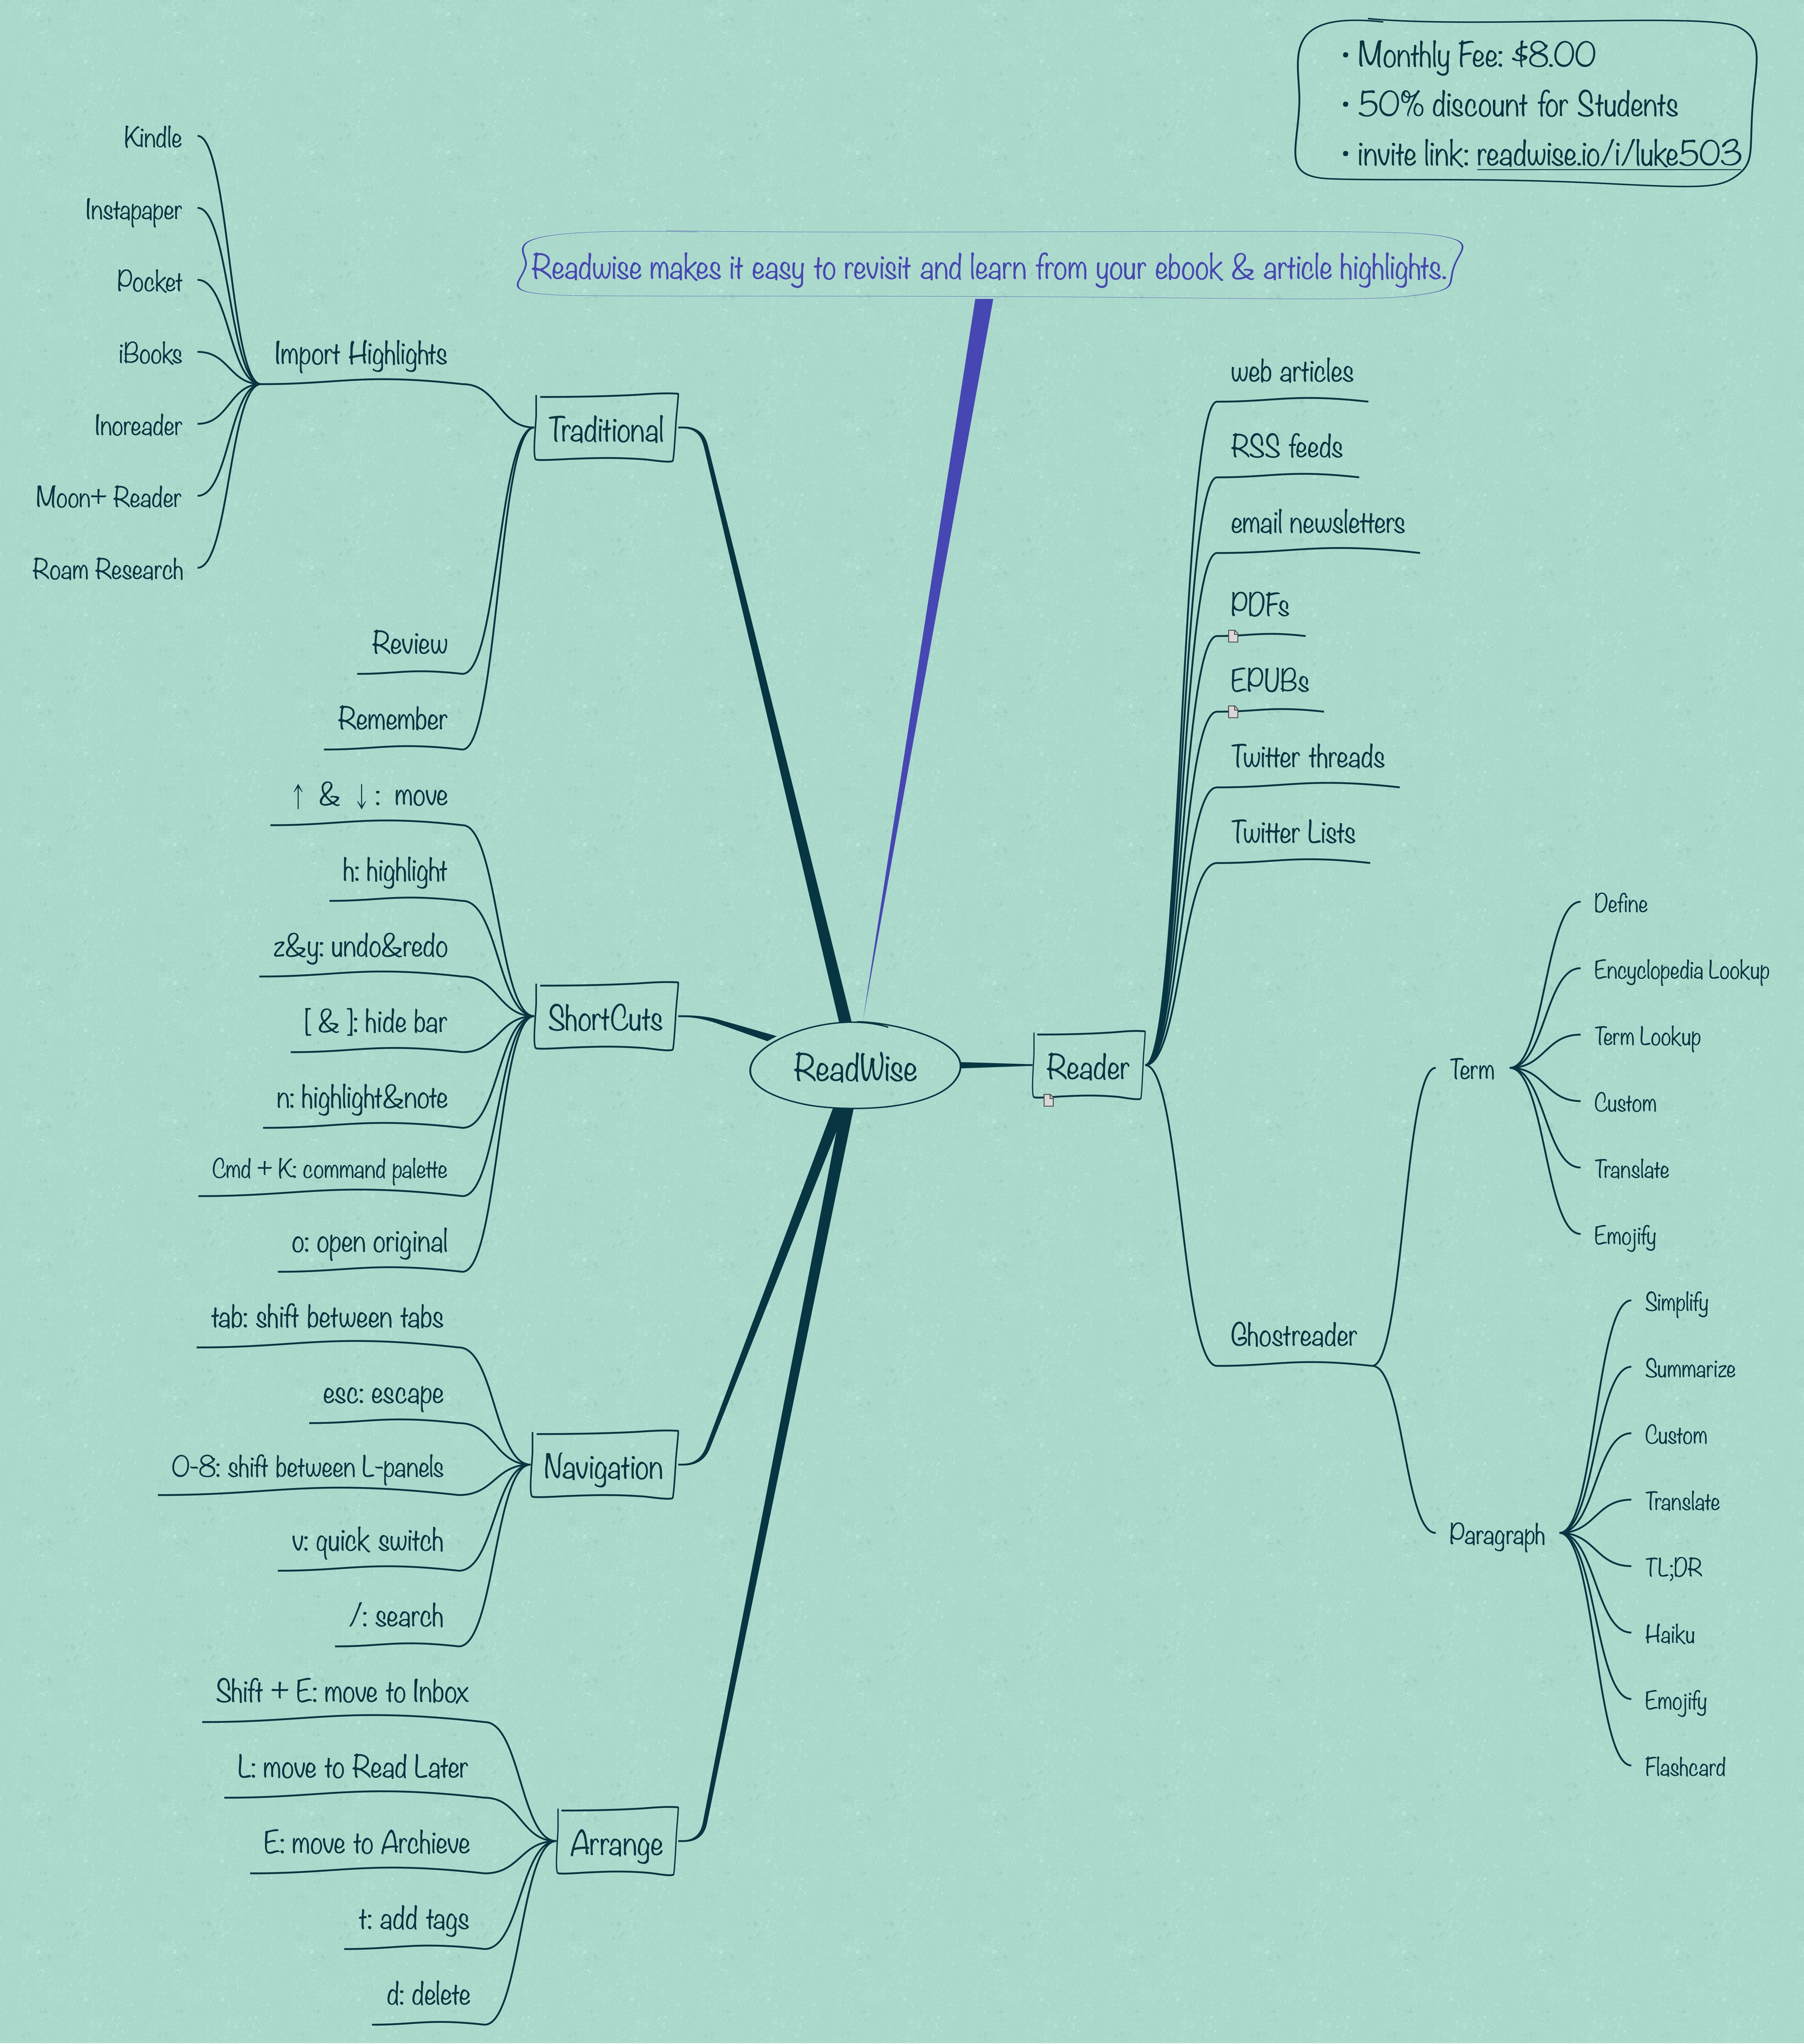 • Monthly Fee: $8.00
• 50% discount for Students
• invite link: readwise.io/i/luke503
Readwise makes it easy to revisit and learn from your ebook & article highlights.
ReadWise
Traditional
Import Highlights
Kindle
Instapaper
Pocket
iBooks
Inoreader
Moon+ Reader
Roam Research
Review
Remember
ShortCuts
↑ & ↓: move
h: highlight
z&y: undo&redo
[ & ]: hide bar
n: highlight&note
Cmd + K: command palette
o: open original
Navigation
tab: shift between tabs
esc: escape
0-8: shift between L-panels
v: quick switch
/: search
Arrange
Shift + E: move to Inbox
L: move to Read Later
E: move to Archieve
t: add tags
d: delete
Reader
web articles
RSS feeds
email newsletters
PDFs
EPUBs
Twitter threads
Twitter Lists
Ghostreader
Term
Define
Encyclopedia Lookup
Term Lookup
Custom
Translate
Emojify
Paragraph
Simplify
Summarize
Custom
Translate
TL;DR
Haiku
Emojify
Flashcard